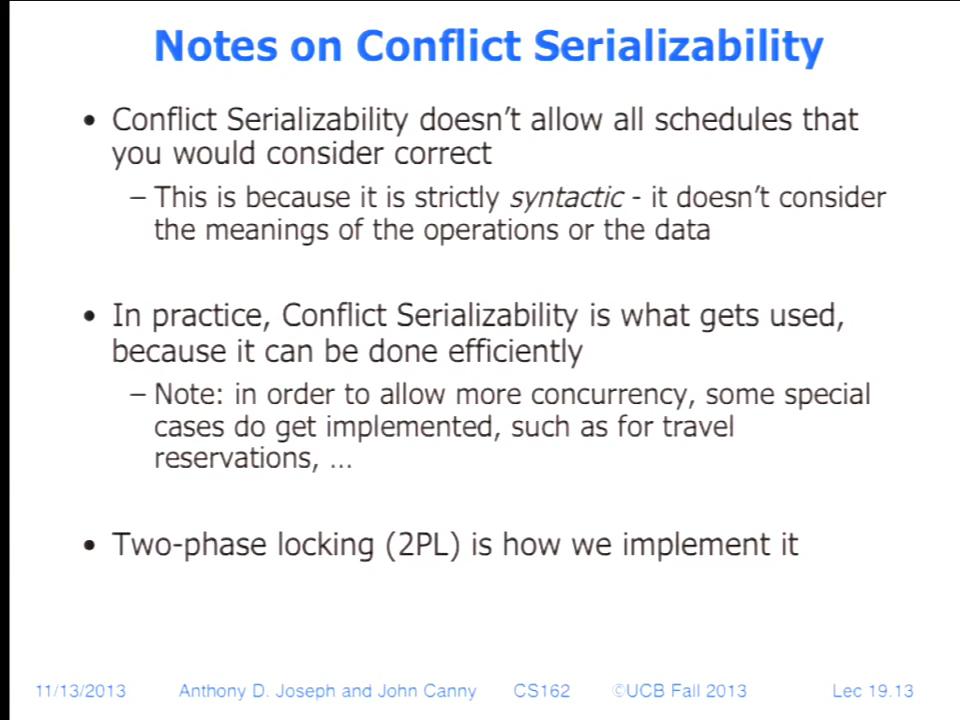 Notes on Conflict Serializability
• Conflict Serializability doesn't allow all schedules that
you would consider correct
– This is because it is strictly syntactic - it doesn't consider
the meanings of the operations or the data
• In practice, Conflict Serializability is what gets used,
because it can be done efficiently
– Note: in order to allow more concurrency, some special
cases do get implemented, such as for travel
reservations, …
• Two-phase locking (2PL) is how we implement it
11/13/2013 Anthony D. Joseph and John Canny CS162 ©UCB Fall 2013 Lec 19.13